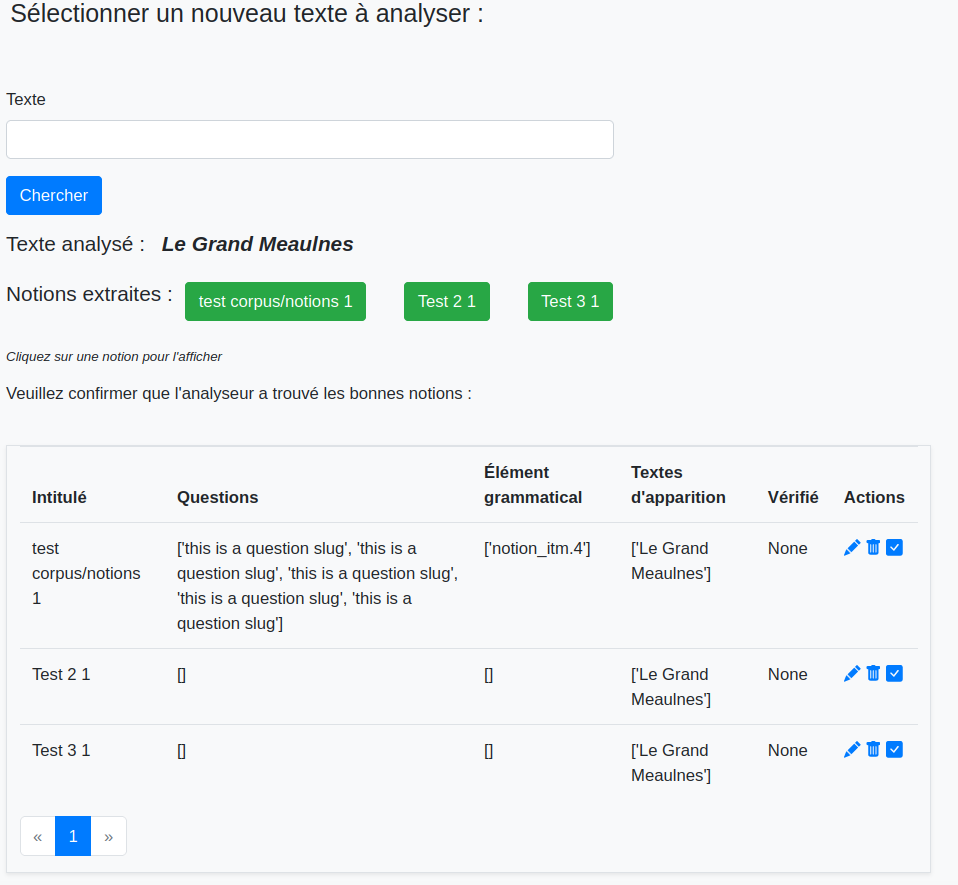 Sélectionner un nouveau texte à analyser :
Texte
Chercher
Texte analysé : Le Grand Meaulnes
Notions extraites : test corpus/notions 1 Test 2 1 Test 3 1
Cliquez sur une notion pour l'afficher
Veuillez confirmer que l'analyseur a trouvé les bonnes notions :
Intitulé Questions Élément grammatical Textes d'apparition Vérifié Actions
test corpus/notions 1
['this is a question slug', 'this is a
question slug', 'this is a question slug',
'this is a question slug', 'this is a
question slug']
['notion_itm.4']
['Le Grand
Meaulnes']
None
Test 2 1 [] [] ['Le Grand Meaulnes'] None
Test 3 1 [] [] ['Le Grand Meaulnes'] None
« 1 »